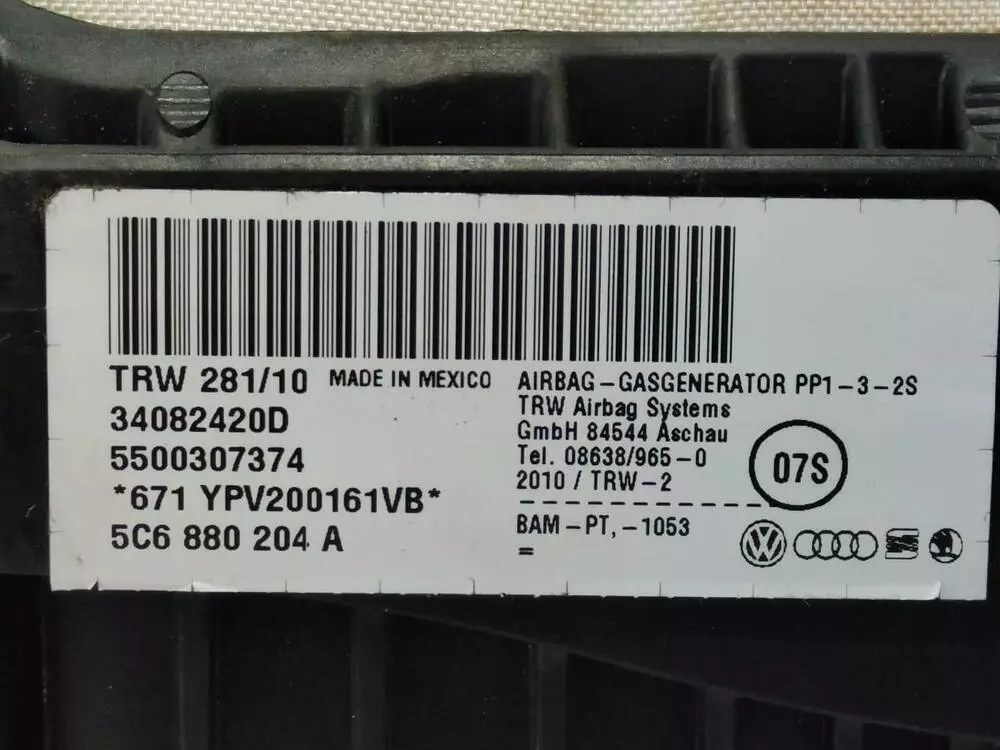 TRW 281/10 MADE IN MEXICO
34082420D
5500307374
*671 YPV200161VB*
5C6 880 204 A
AIRBAG-GASGENERATOR PP1-3-2S
TRW Airbag Systems
GmbH 84544 Aschau
Tel. 08638/965-0
2010 / TRW-2
07S
BAM-PT,-1053
=